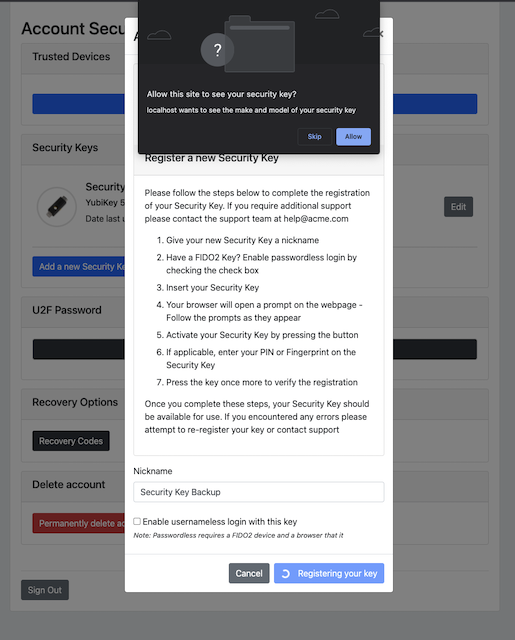 Account Secu
Trusted Devices
?
Allow this site to see your security key?
localhost wants to see the make and model of your security key
Skip
Allow
Security Keys
Security
YubiKey 5
Date last u
Edit
Add a new Security Ke
U2F Password
Recovery Options
Recovery Codes
Delete account
Permanently delete ac
Sign Out
Register a new Security Key
Please follow the steps below to complete the registration
of your Security Key. If you require additional support
please contact the support team at help@acme.com
1. Give your new Security Key a nickname
2. Have a FIDO2 Key? Enable passwordless login by
checking the check box
3. Insert your Security Key
4. Your browser will open a prompt on the webpage -
Follow the prompts as they appear
5. Activate your Security Key by pressing the button
6. If applicable, enter your PIN or Fingerprint on the
Security Key
7. Press the key once more to verify the registration
Once you complete these steps, your Security Key should
be available for use. If you encountered any errors please
attempt to re-register your key or contact support
Nickname
Security Key Backup
Enable usernameless login with this key
Note: Passwordless requires a FIDO2 device and a browser that it
Cancel
Registering your key